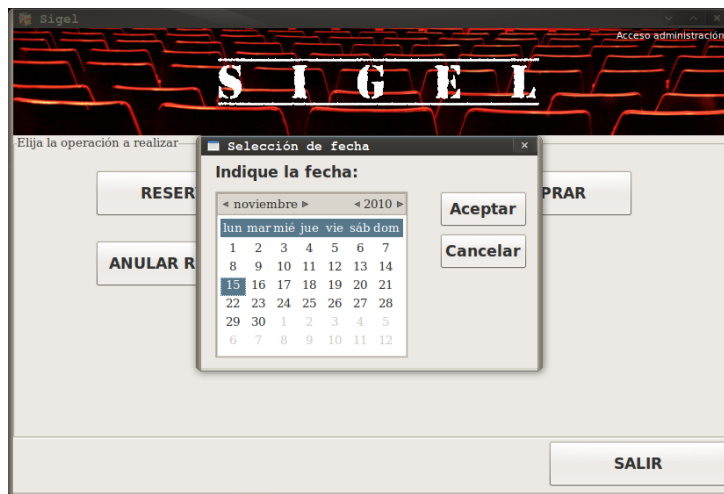 Sigel
Acceso administración
SIGEL
Elija la operación a realizar
Selección de fecha
Indique la fecha:
noviembre 2010
lun mar mié jue vie sáb dom
1 2 3 4 5 6 7
8 9 10 11 12 13 14
15 16 17 18 19 20 21
22 23 24 25 26 27 28
29 30 1 2 3 4 5
6 7 8 9 10 11 12
Aceptar
Cancelar
RESER
PRAR
ANULAR R
SALIR